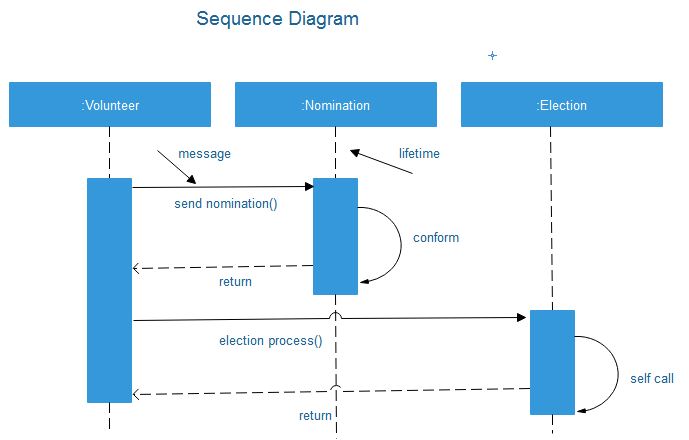 Sequence Diagram
:Volunteer
:Nomination
:Election
message
lifetime
send nomination()
conform
return
election process()
self call
return